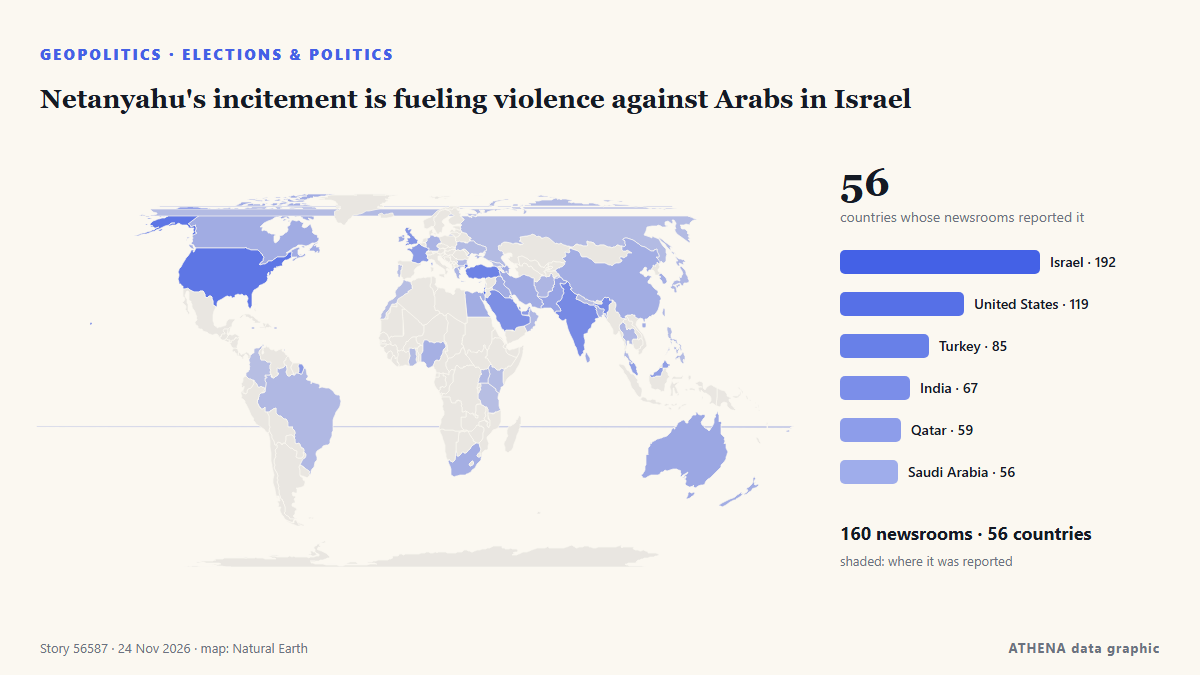 GEOPOLITICS · ELECTIONS & POLITICS
Netanyahu's incitement is fueling violence against Arabs in Israel
56
countries whose newsrooms reported it
Israel · 192
United States · 119
Turkey · 85
India · 67
Qatar · 59
Saudi Arabia · 56
160 newsrooms · 56 countries
shaded: where it was reported
Story 56587 · 24 Nov 2026 · map: Natural Earth
ATHENA data graphic